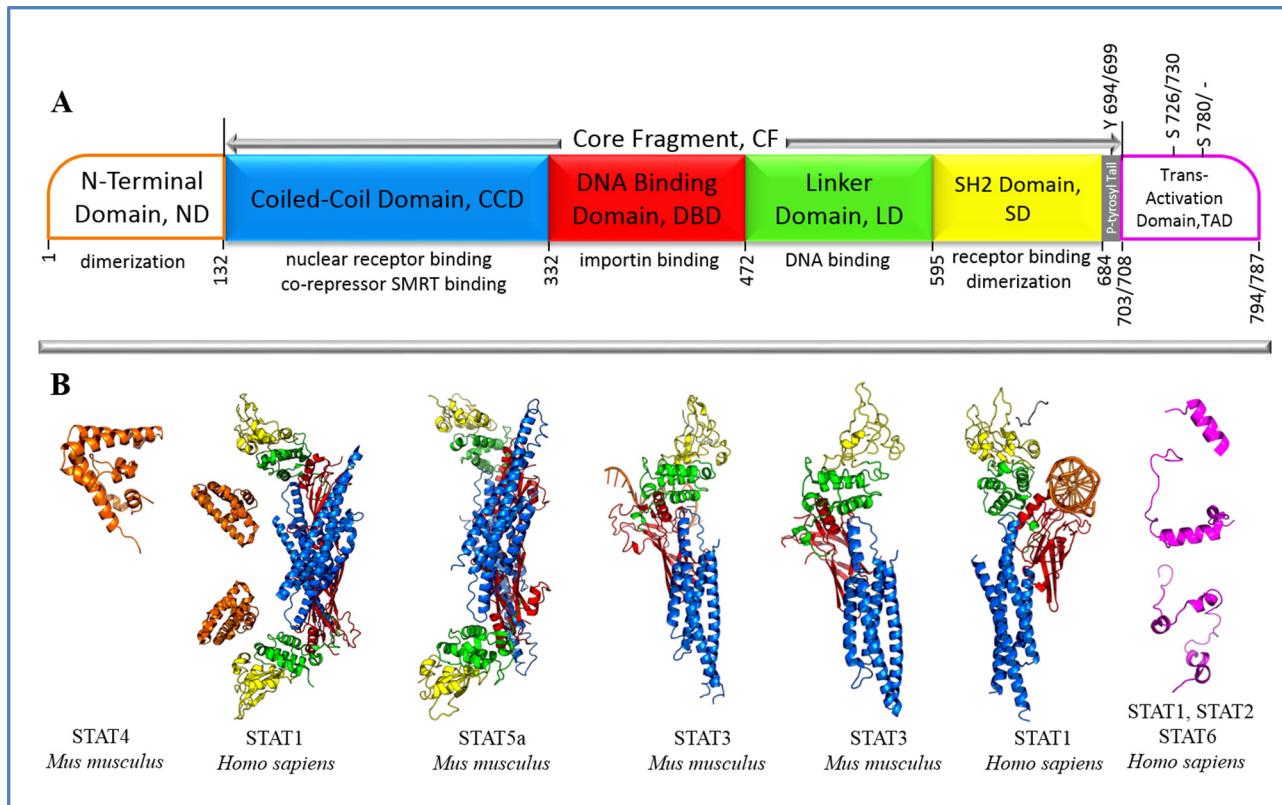 A
Core Fragment, CF
Y 694/699
S 726/730
S 780/ -
N-Terminal
Domain, ND
Coiled-Coil Domain, CCD
DNA Binding
Domain, DBD
Linker
Domain, LD
SH2 Domain,
SD
P-tyrosyl Tail
Trans-
Activation
Domain,TAD
1
132
332
472
595
684
703/708
794/787
dimerization
nuclear receptor binding
co-repressor SMRT binding
importin binding
DNA binding
receptor binding
dimerization
B
STAT4
Mus musculus
STAT1
Homo sapiens
STAT5a
Mus musculus
STAT3
Mus musculus
STAT3
Mus musculus
STAT1
Homo sapiens
STAT1, STAT2
STAT6
Homo sapiens